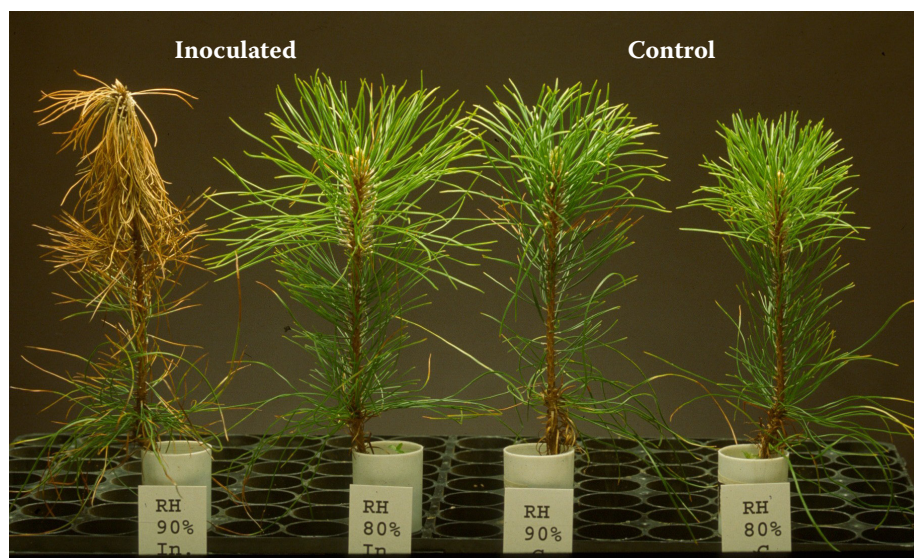 Inoculated
Control
RH
90%
In.
RH
80%
In
RH
90%
C
RH
80%
C